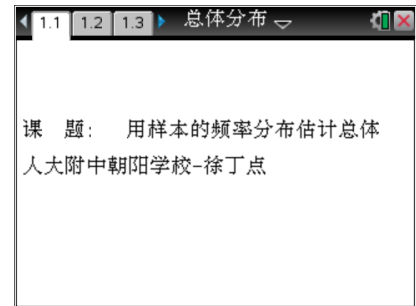 1.1 1.2 1.3 总体分布
课 题: 用样本的频率分布估计总体
人大附中朝阳学校-徐丁点